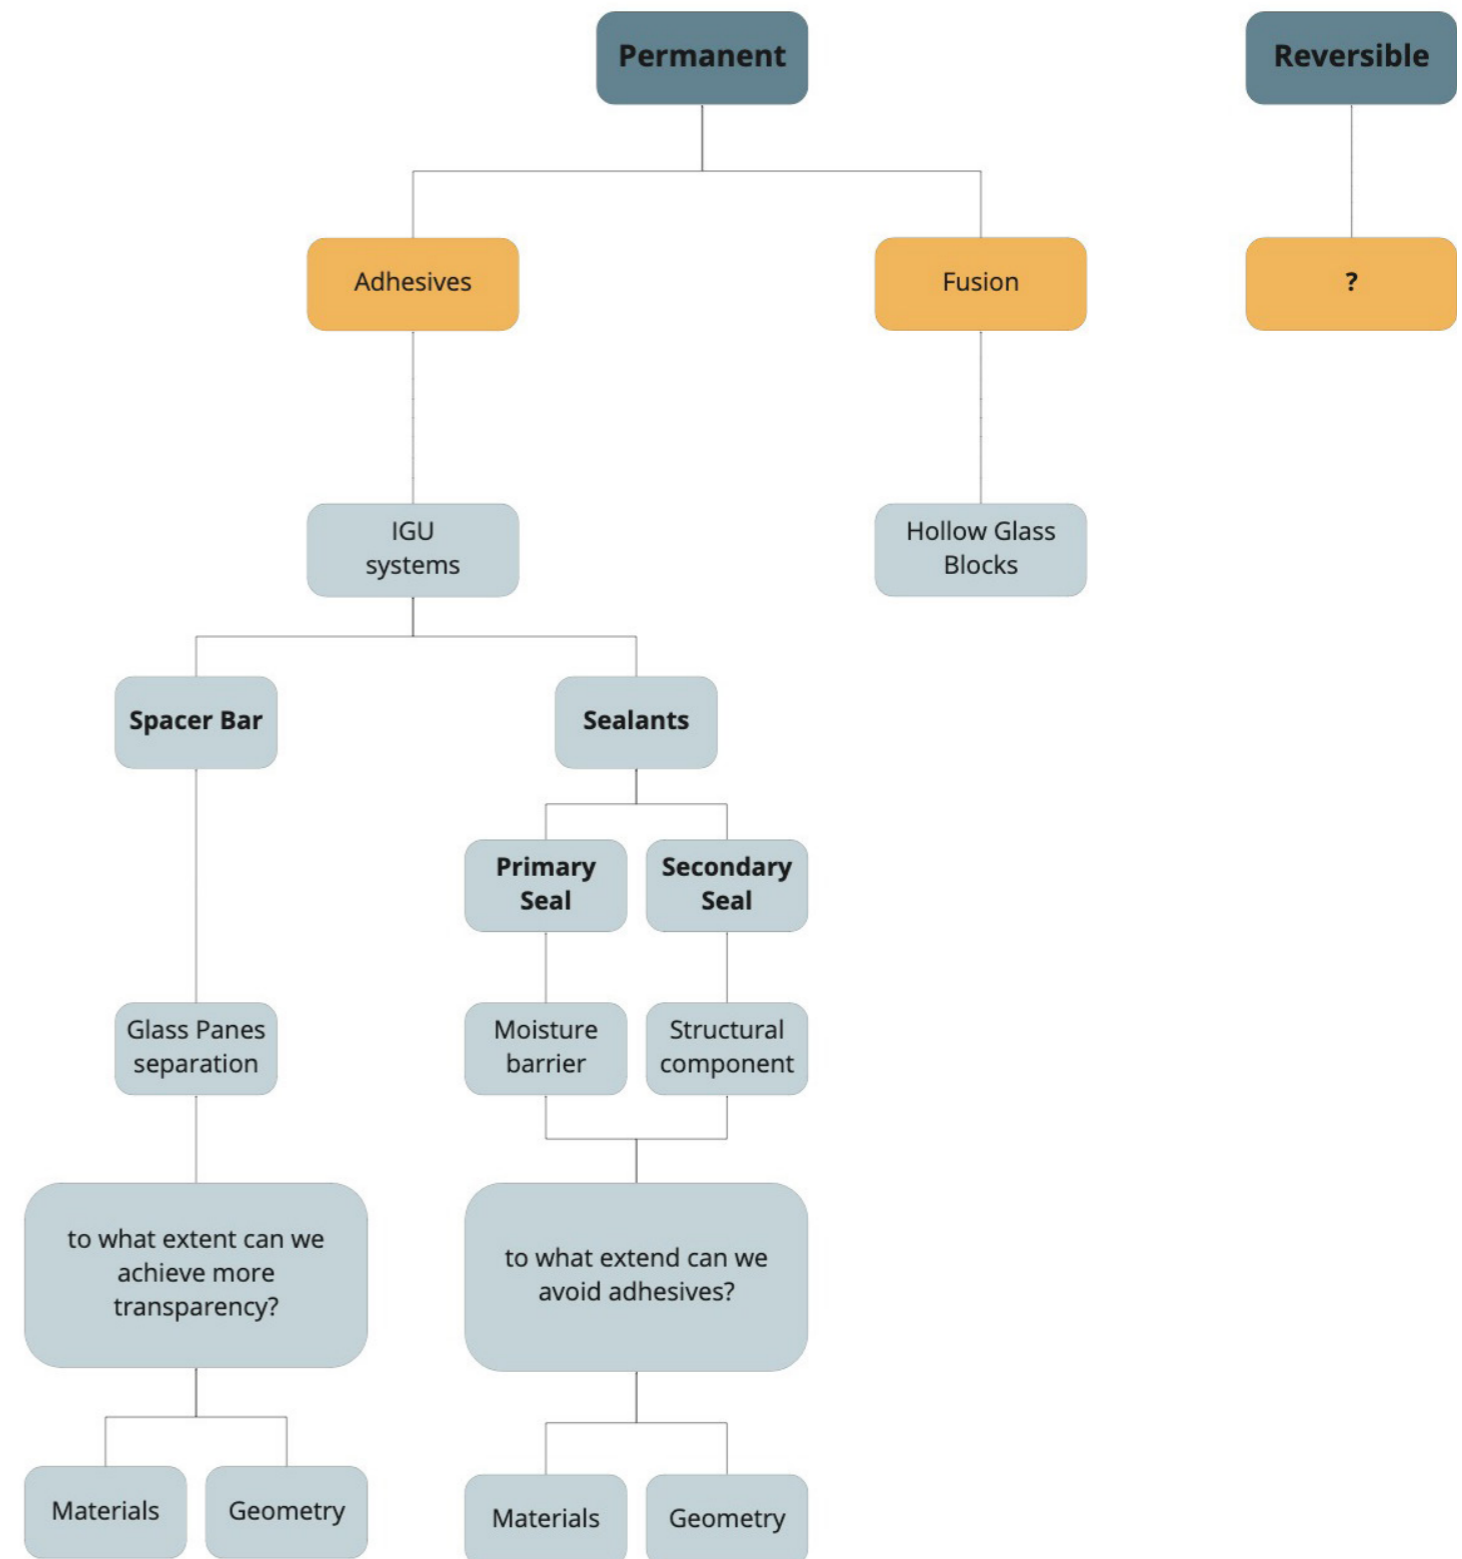 Permanent
Reversible
Adhesives
Fusion
?
IGU
systems
Hollow Glass
Blocks
Spacer Bar
Sealants
Primary
Seal
Secondary
Seal
Glass Panes
separation
Moisture
barrier
Structural
component
to what extent can we
achieve more
transparency?
to what extend can we
avoid adhesives?
Materials
Geometry
Materials
Geometry